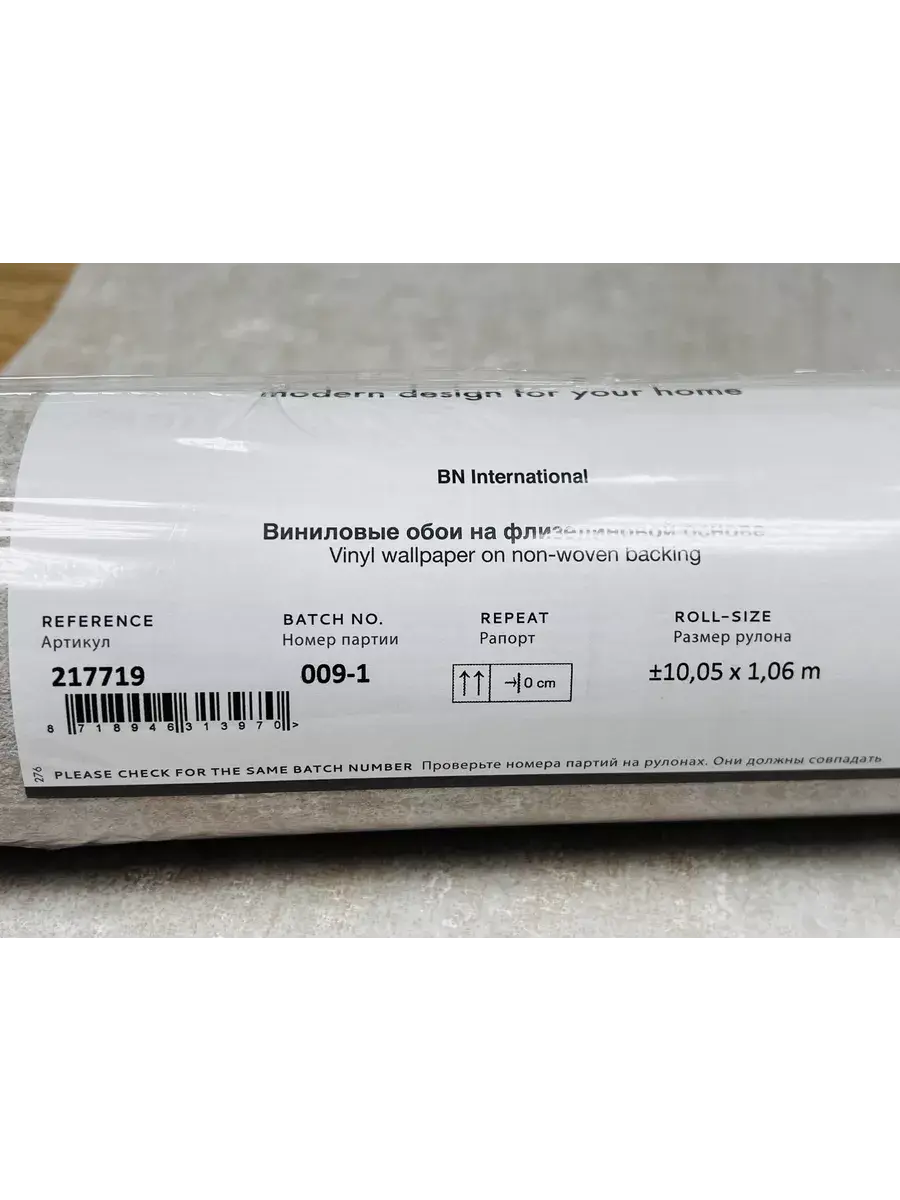 modern design for your home
BN International
Виниловые обои на флизелиновой основе
Vinyl wallpaper on non-woven backing
REFERENCE
Артикул
217719
BATCH NO.
Номер партии
009-1
REPEAT
Рапорт
0 cm
ROLL-SIZE
Размер рулона
±10,05 x 1,06 m
8 718946 313970 >
276
PLEASE CHECK FOR THE SAME BATCH NUMBER Проверьте номера партий на рулонах. Они должны совпадать